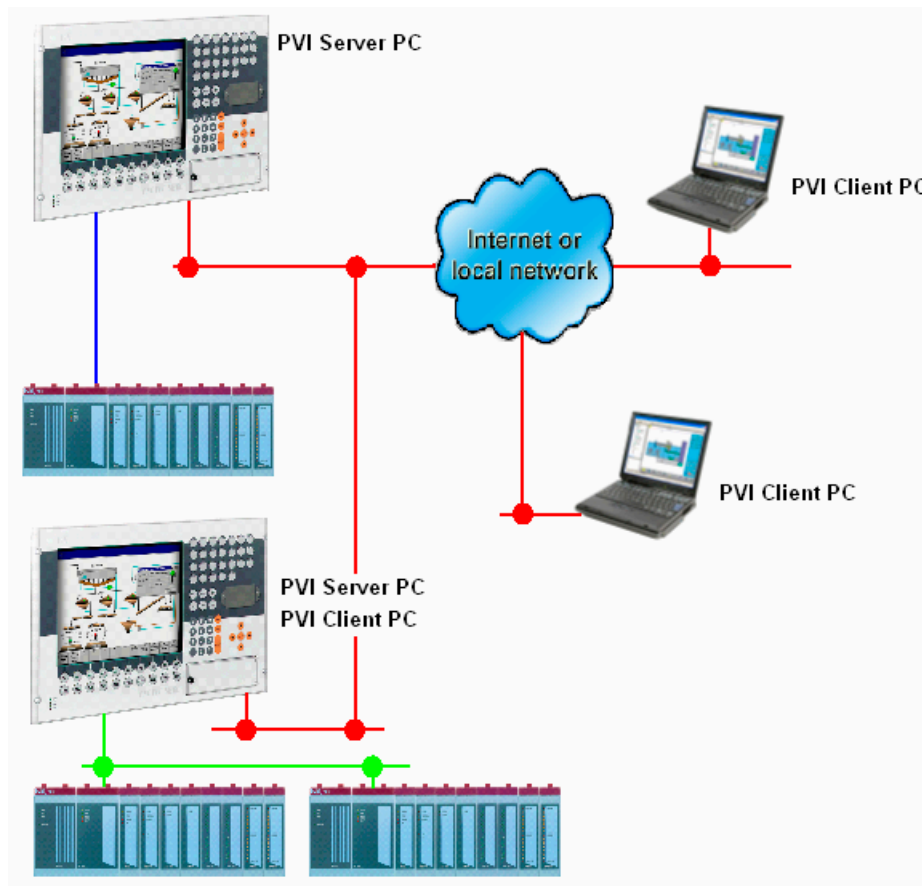 PVI Server PC
PVI Client PC
Internet or
local network
PVI Client PC
PVI Server PC
PVI Client PC